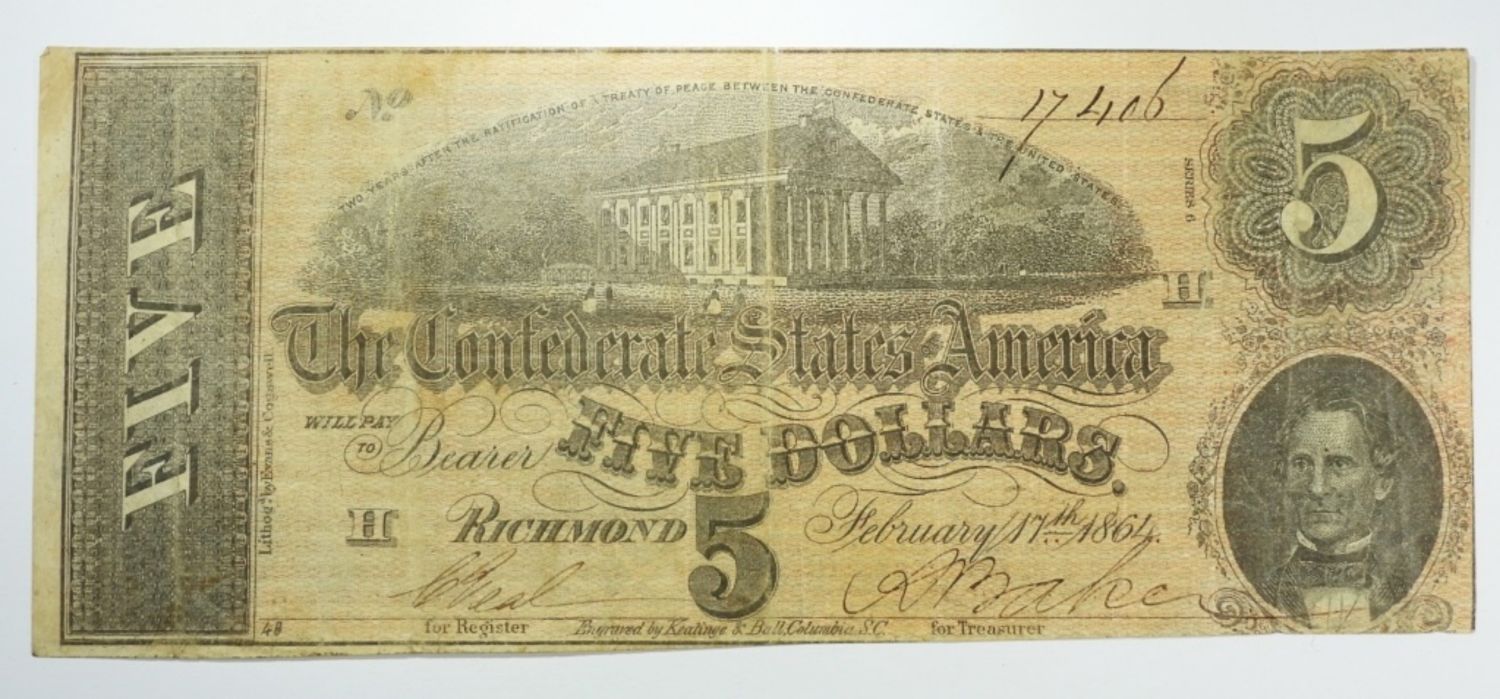 No 17406
TWO YEARS AFTER THE RATIFICATION OF A TREATY OF PEACE BETWEEN THE CONFEDERATE STATES & THE UNITED STATES
SERIES 6
5
FIVE
H
The Confederate States of America
WILL PAY
TO Bearer FIVE DOLLARS.
H RICHMOND 5 February 17th 1864.
Lithog'd by Evans & Cogswell
48 for Register Engraved by Keatinge & Ball, Columbia, S.C. for Treasurer